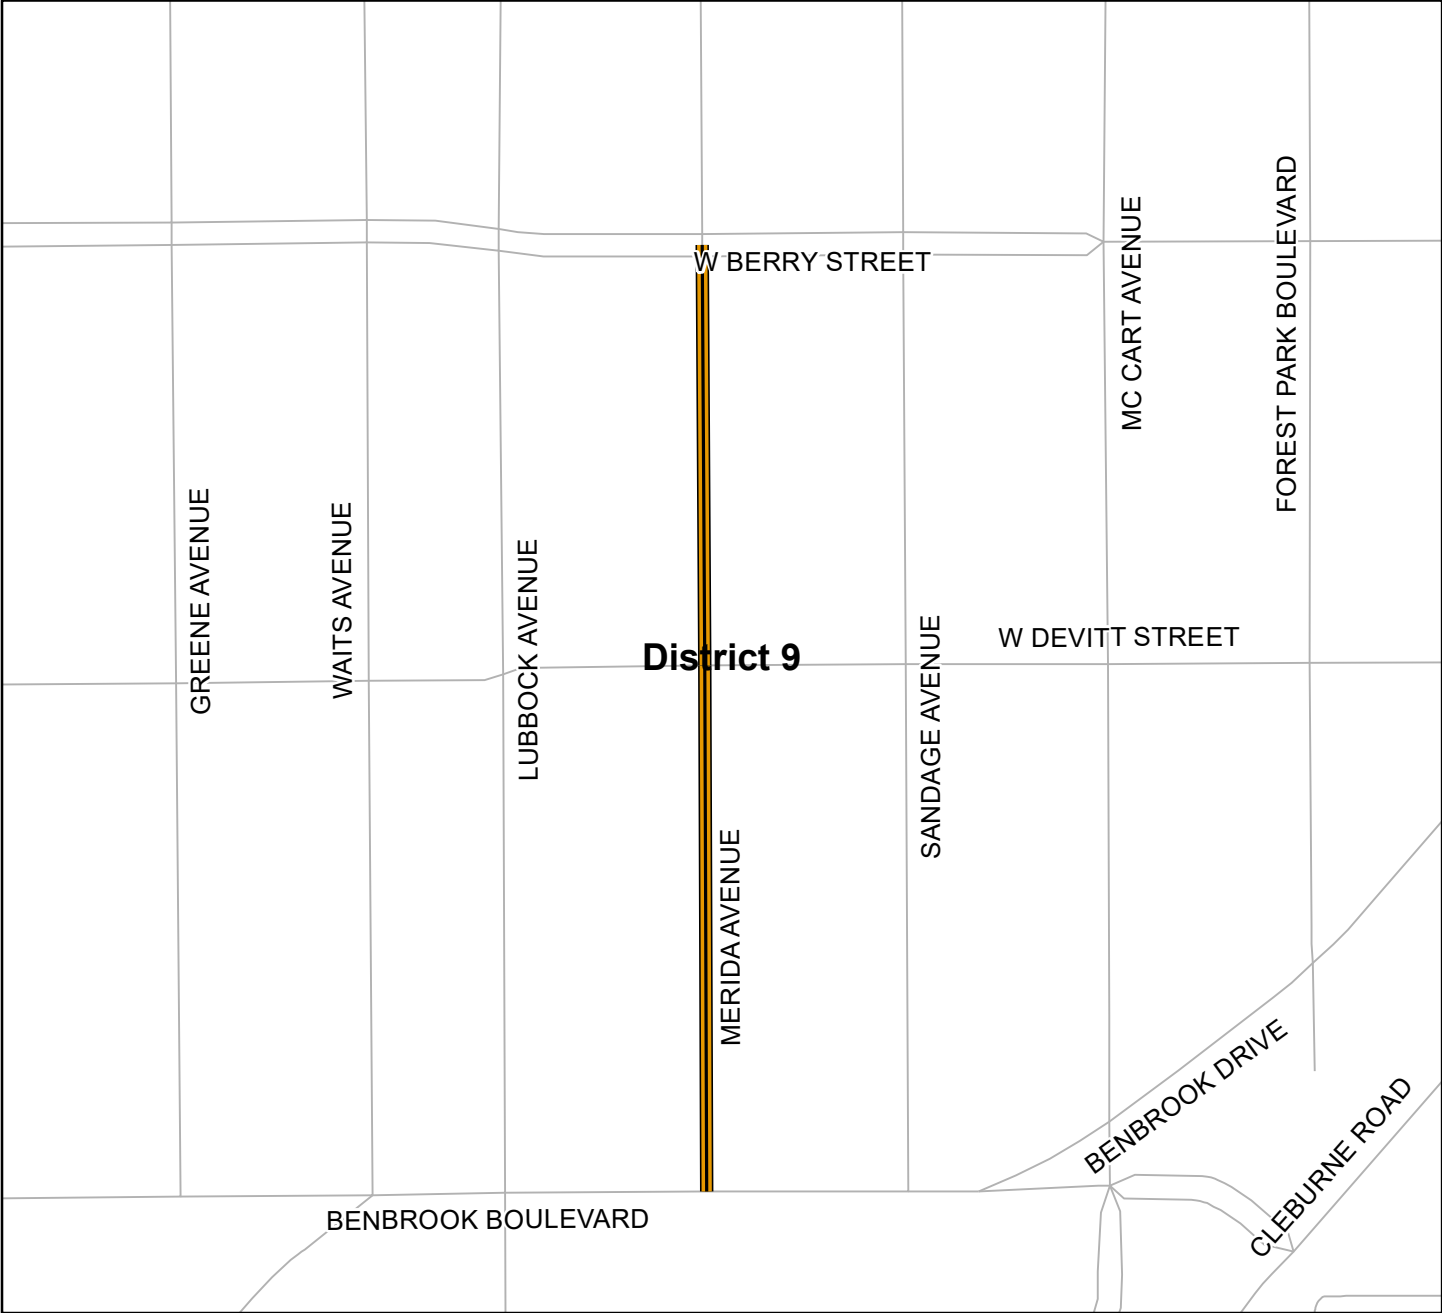 W BERRY STREET
MC CART AVENUE
FOREST PARK BOULEVARD
GREENE AVENUE
WAITS AVENUE
LUBBOCK AVENUE
District 9
W DEVITT STREET
SANDAGE AVENUE
MERIDA AVENUE
BENBROOK DRIVE
CLEBURNE ROAD
BENBROOK BOULEVARD